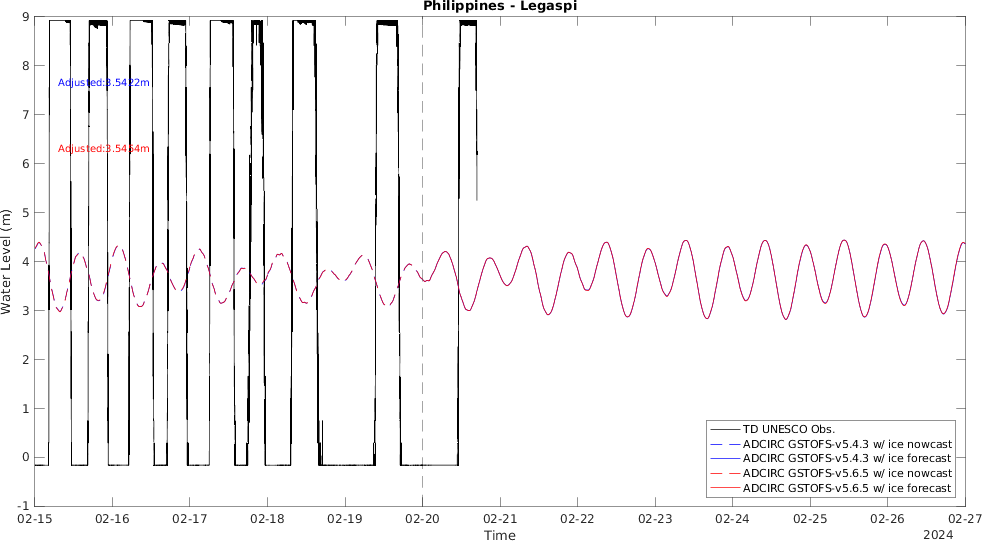 Philippines - Legaspi
9
8
7
6
5
4
3
2
1
0
-1
Water Level (m)
Adjusted:3.5422m
Adjusted:3.5464m
TD UNESCO Obs.
ADCIRC GSTOFS-v5.4.3 w/ ice nowcast
ADCIRC GSTOFS-v5.4.3 w/ ice forecast
ADCIRC GSTOFS-v5.6.5 w/ ice nowcast
ADCIRC GSTOFS-v5.6.5 w/ ice forecast
02-15 02-16 02-17 02-18 02-19 02-20 02-21 02-22 02-23 02-24 02-25 02-26 02-27
Time
2024